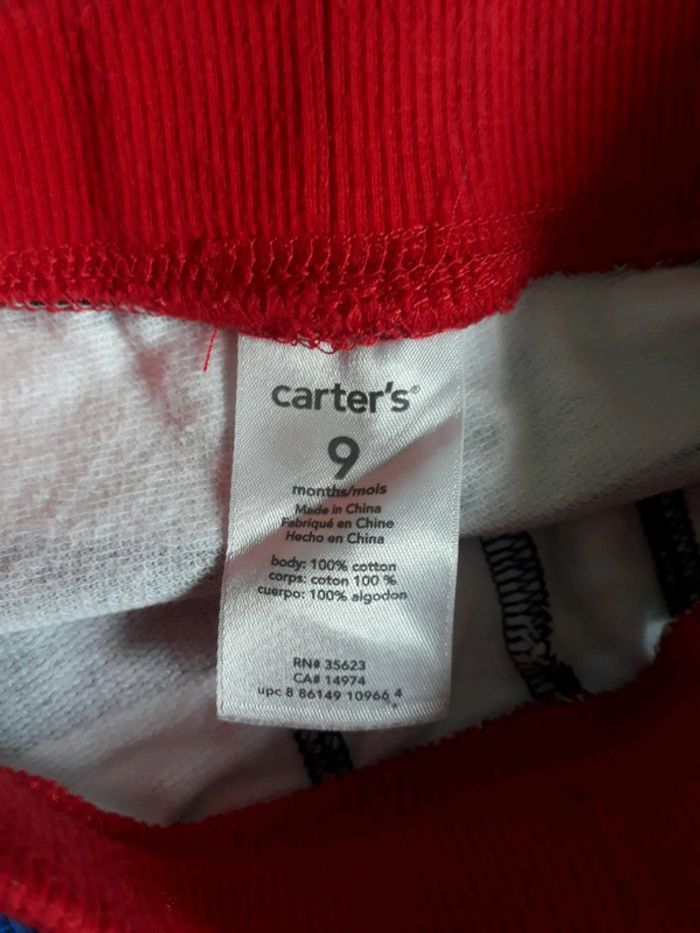 carter's®
9
months/mois
Made in China
Fabriqué en Chine
Hecho en China
body: 100% cotton
corps: coton 100 %
cuerpo: 100% algodon
RN# 35623
CA# 14974
upc 8 86149 10966 4